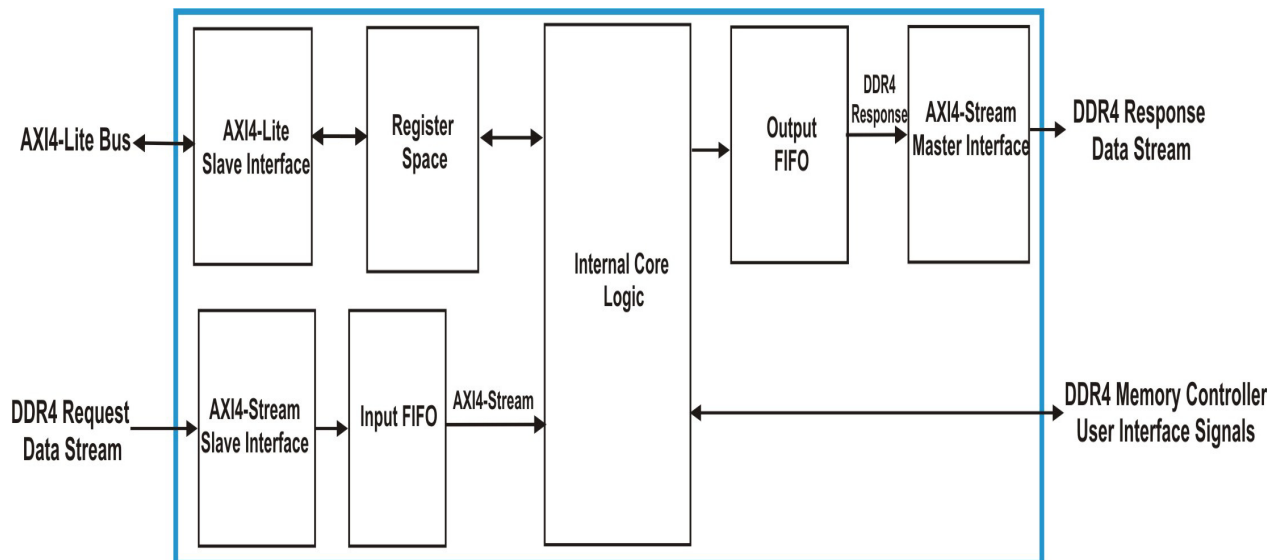 AXI4-Lite Bus
AXI4-Lite
Slave Interface
Register
Space
Internal Core
Logic
Output
FIFO
DDR4
Response
AXI4-Stream
Master Interface
DDR4 Response
Data Stream
DDR4 Request
Data Stream
AXI4-Stream
Slave Interface
Input FIFO
AXI4-Stream
DDR4 Memory Controller
User Interface Signals